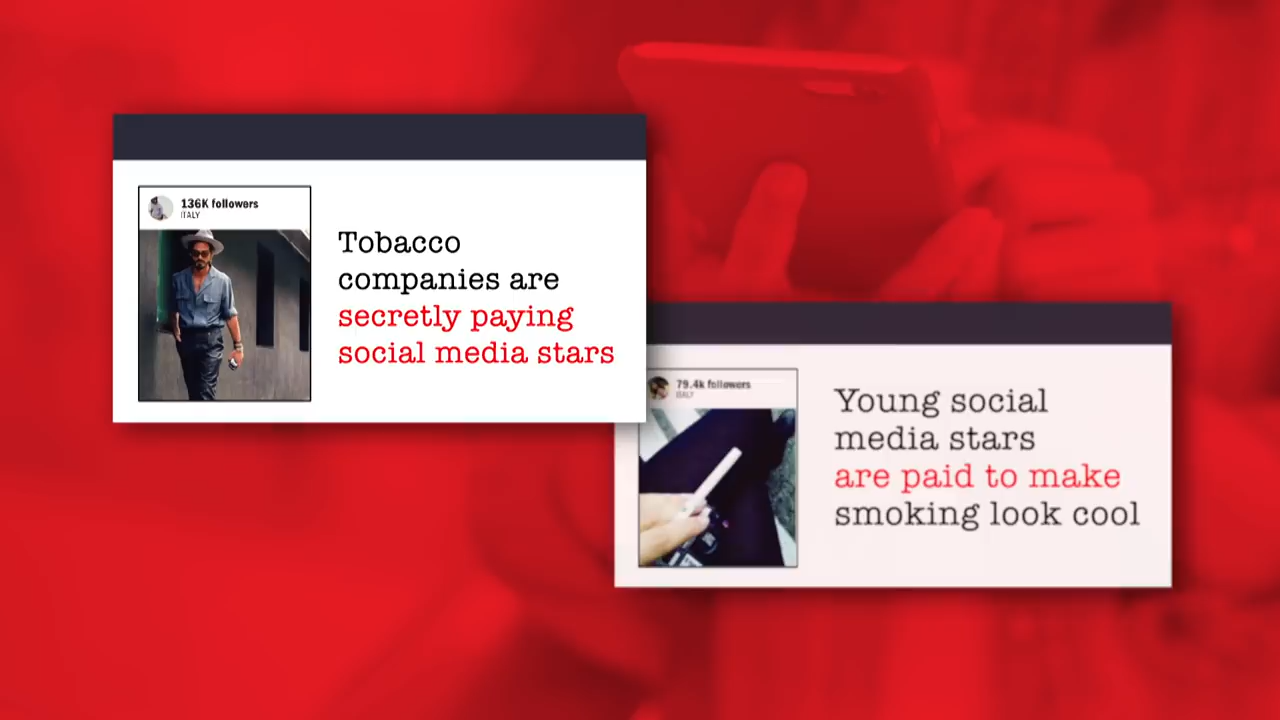 136K followers
ITALY
Tobacco
companies are
secretly paying
social media stars
79.4k followers
ITALY
Young social
media stars
are paid to make
smoking look cool